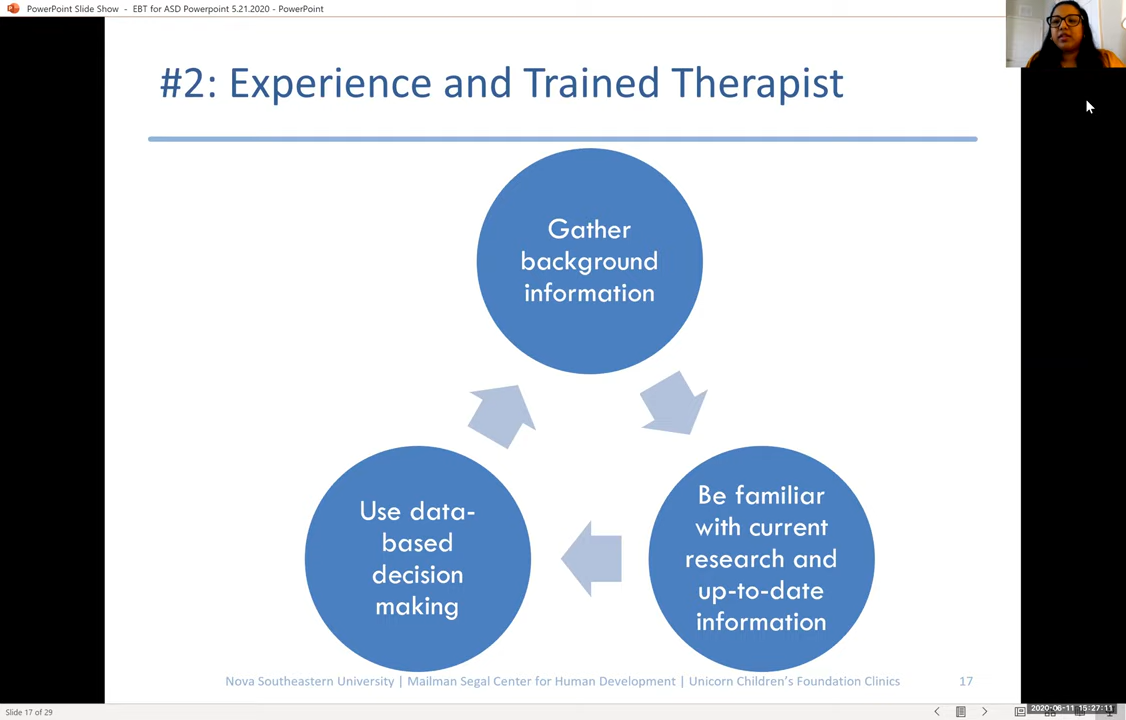 PowerPoint Slide Show - EBT for ASD Powerpoint 5.21.2020 - PowerPoint
#2: Experience and Trained Therapist
Gather
background
information
Use data-
based
decision
making
Be familiar
with current
research and
up-to-date
information
Nova Southeastern University | Mailman Segal Center for Human Development | Unicorn Children’s Foundation Clinics
17
Slide 17 of 29
2020-06-11 15:27:11